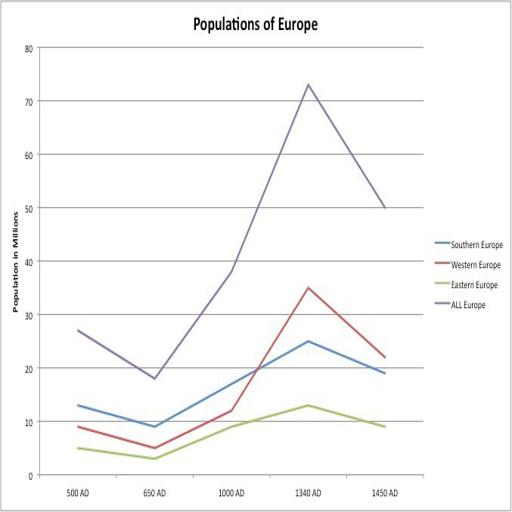 Populations of Europe
Population in Millions
80
70
60
50
40
30
20
10
0
500 AD
650 AD
1000 AD
1340 AD
1450 AD
Southern Europe
Western Europe
Eastern Europe
ALL Europe